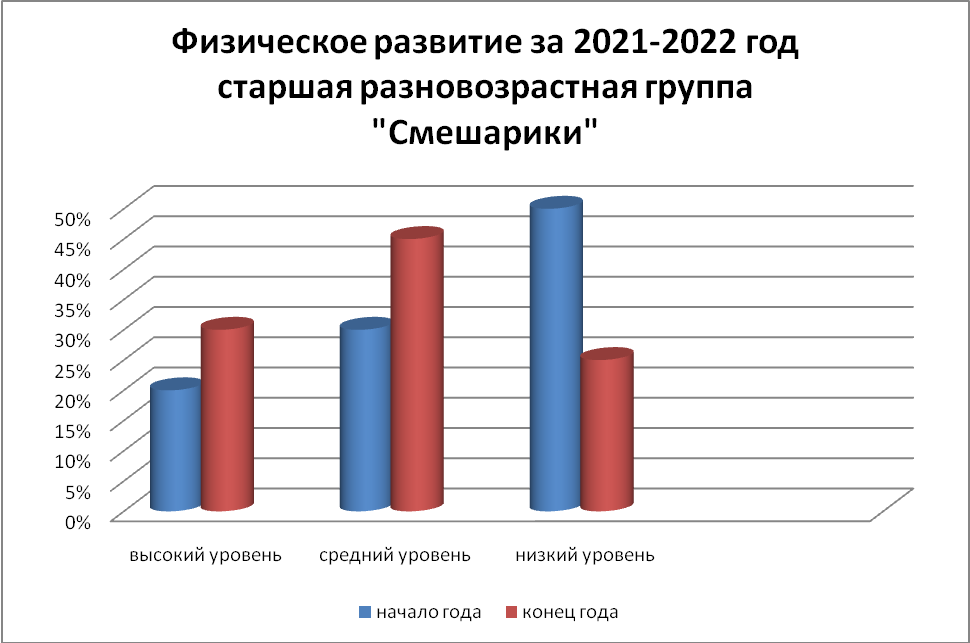 Физическое развитие за 2021-2022 год
старшая разновозрастная группа
"Смешарики"
50%
45%
40%
35%
30%
25%
20%
15%
10%
5%
0%
высокий уровень
средний уровень
низкий уровень
начало года
конец года